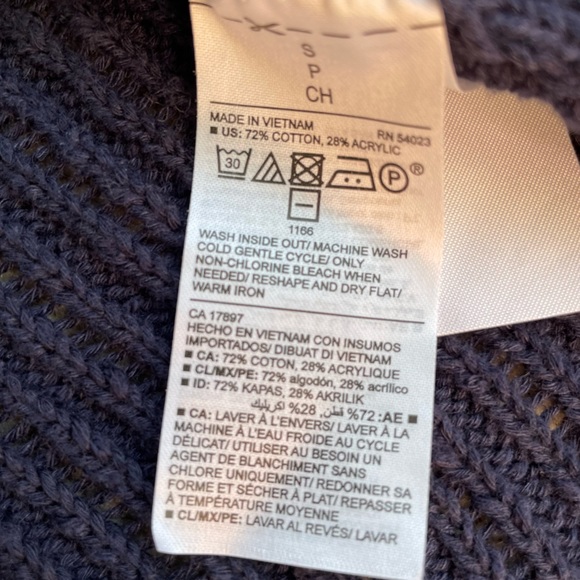 S
P
CH
MADE IN VIETNAM RN 54023
■ US: 72% COTTON, 28% ACRYLIC
30 P ®
1166
WASH INSIDE OUT/ MACHINE WASH
COLD GENTLE CYCLE/ ONLY
NON-CHLORINE BLEACH WHEN
NEEDED/ RESHAPE AND DRY FLAT/
WARM IRON
CA 17897
HECHO EN VIETNAM CON INSUMOS
IMPORTADOS/ DIBUAT DI VIETNAM
■ CA: 72% COTON, 28% ACRYLIQUE
■ CL/MX/PE: 72% algodón, 28% acrílico
■ ID: 72% KAPAS, 28% AKRILIK
■ AE: 72% قطن, 28% اكريليك
■ CA: LAVER À L'ENVERS/ LAVER À LA
MACHINE À L'EAU FROIDE AU CYCLE
DÉLICAT/ UTILISER AU BESOIN UN
AGENT DE BLANCHIMENT SANS
CHLORE UNIQUEMENT/ REDONNER SA
FORME ET SÉCHER À PLAT/ REPASSER
À TEMPÉRATURE MOYENNE
■ CL/MX/PE: LAVAR AL REVÉS/ LAVAR